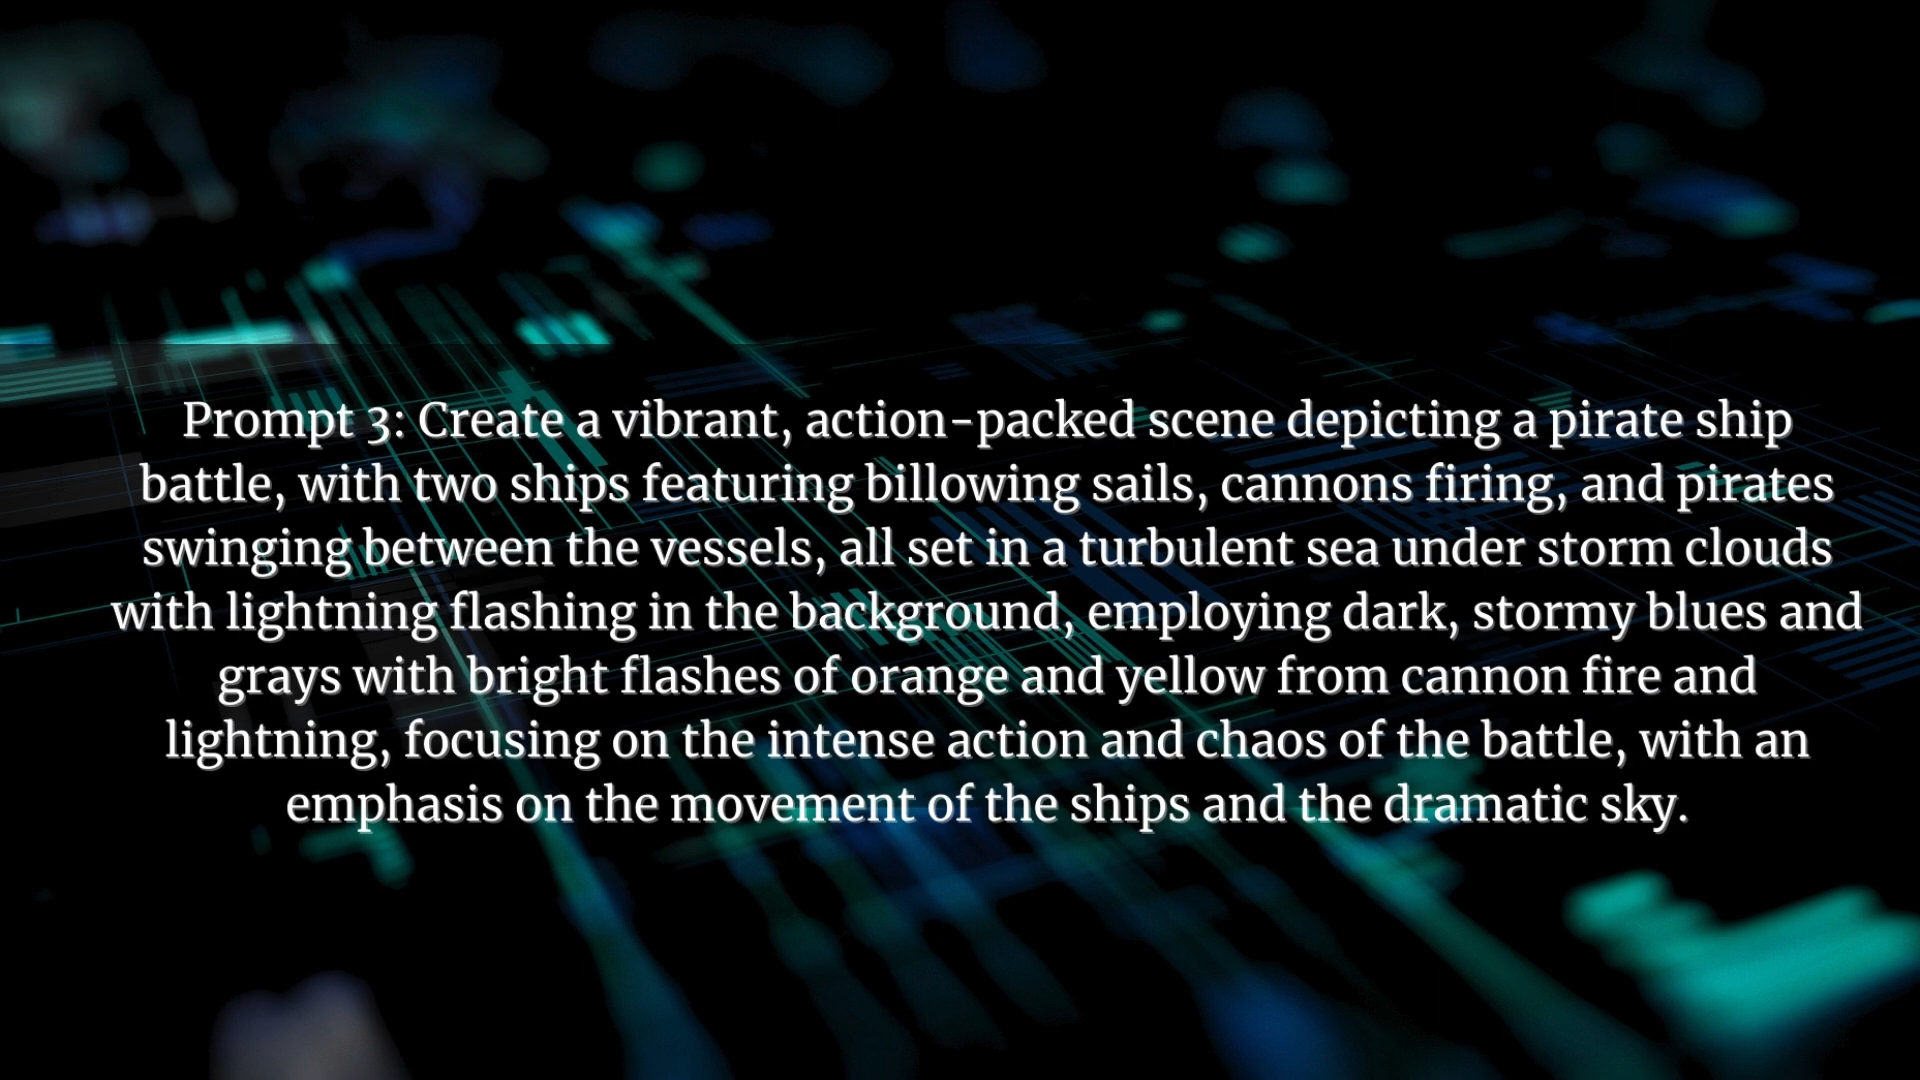 Prompt 3: Create a vibrant, action-packed scene depicting a pirate ship
battle, with two ships featuring billowing sails, cannons firing, and pirates
swinging between the vessels, all set in a turbulent sea under storm clouds
with lightning flashing in the background, employing dark, stormy blues and
grays with bright flashes of orange and yellow from cannon fire and
lightning, focusing on the intense action and chaos of the battle, with an
emphasis on the movement of the ships and the dramatic sky.